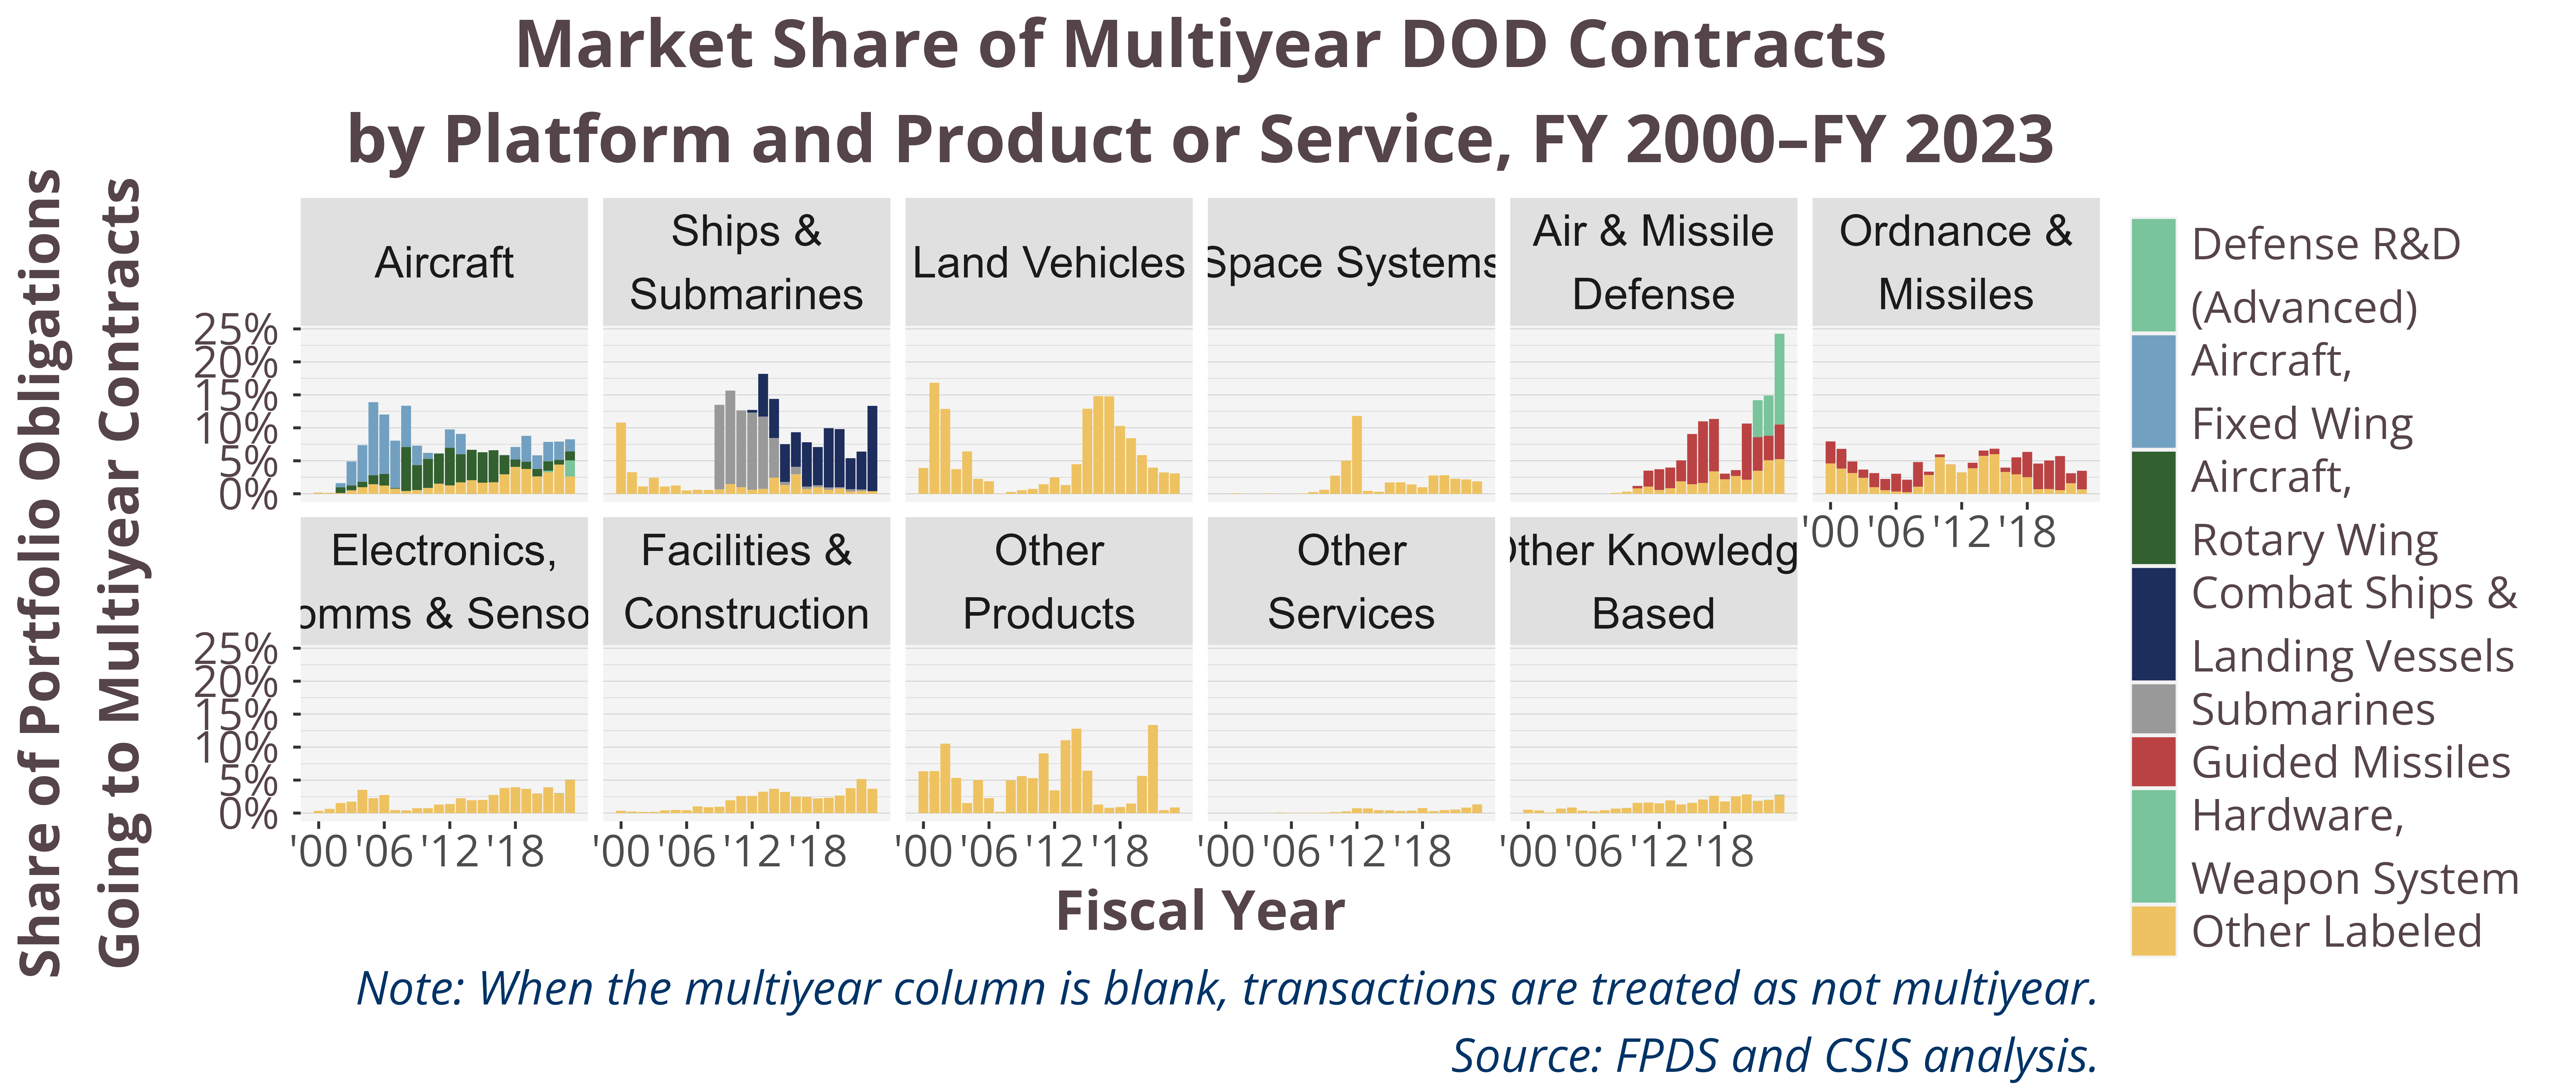 Market Share of Multiyear DOD Contracts
by Platform and Product or Service, FY 2000–FY 2023
Share of Portfolio Obligations
Going to Multiyear Contracts
Aircraft
Ships &
Submarines
Land Vehicles
Space Systems
Air & Missile
Defense
Ordnance &
Missiles
25%
20%
15%
10%
5%
0%
'00 '06 '12 '18
Electronics,
omms & Senso
Facilities &
Construction
Other
Products
Other
Services
Other Knowledg
Based
25%
20%
15%
10%
5%
0%
'00 '06 '12 '18
'00 '06 '12 '18
'00 '06 '12 '18
'00 '06 '12 '18
'00 '06 '12 '18
Fiscal Year
Defense R&D
(Advanced)
Aircraft,
Fixed Wing
Aircraft,
Rotary Wing
Combat Ships &
Landing Vessels
Submarines
Guided Missiles
Hardware,
Weapon System
Other Labeled
Note: When the multiyear column is blank, transactions are treated as not multiyear.
Source: FPDS and CSIS analysis.